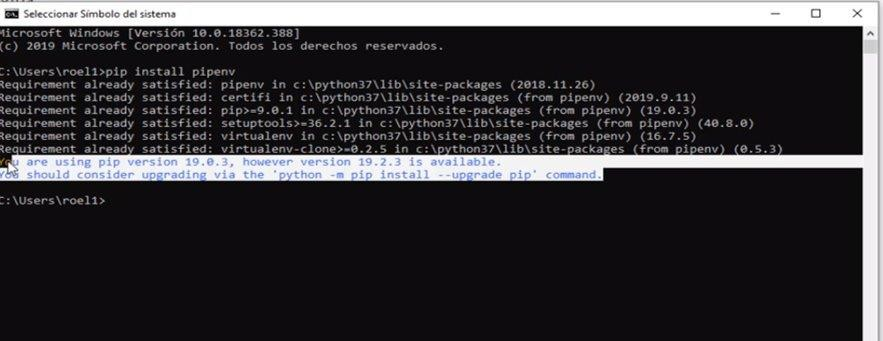 Seleccionar Símbolo del sistema
Microsoft Windows [Versión 10.0.18362.388]
(c) 2019 Microsoft Corporation. Todos los derechos reservados.
C:\Users\roel1>pip install pipenv
Requirement already satisfied: pipenv in c:\python37\lib\site-packages (2018.11.26)
Requirement already satisfied: certifi in c:\python37\lib\site-packages (from pipenv) (2019.9.11)
Requirement already satisfied: pip>=9.0.1 in c:\python37\lib\site-packages (from pipenv) (19.0.3)
Requirement already satisfied: setuptools>=36.2.1 in c:\python37\lib\site-packages (from pipenv) (40.8.0)
Requirement already satisfied: virtualenv in c:\python37\lib\site-packages (from pipenv) (16.7.5)
Requirement already satisfied: virtualenv-clone>=0.2.5 in c:\python37\lib\site-packages (from pipenv) (0.5.3)
You are using pip version 19.0.3, however version 19.2.3 is available.
You should consider upgrading via the 'python -m pip install --upgrade pip' command.
C:\Users\roel1>